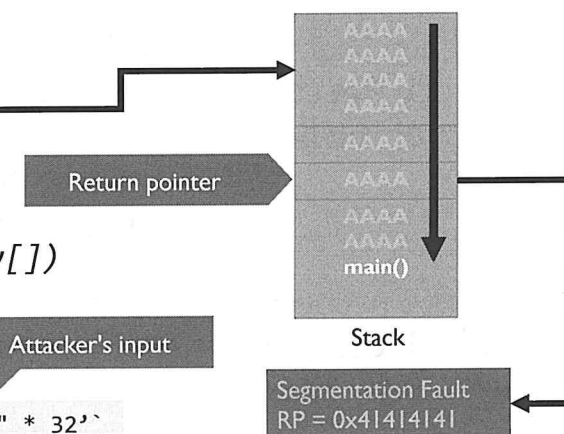 AAAA
AAAA
AAAA
AAAA
AAAA
Return pointer
AAAA
AAAA
AAAA
main()
v[])
Stack
Attacker's input
" * 32'`
Segmentation Fault
RP = 0x41414141